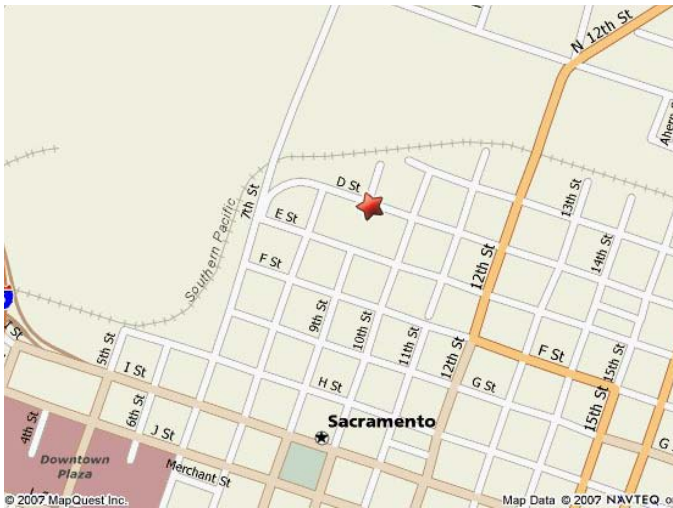 N 12th St
Ahern
D St
7th St
E St
Southern Pacific
13th St
14th St
F St
12th St
9th St
10th St
11th St
12th St
F St
15th St
5th St
I St
H St
G St
15th St
Sacramento
4th St
6th St
J St
G
Downtown
Plaza
Merchant St
L
© 2007 MapQuest Inc.
Map Data © 2007 NAVTEQ or